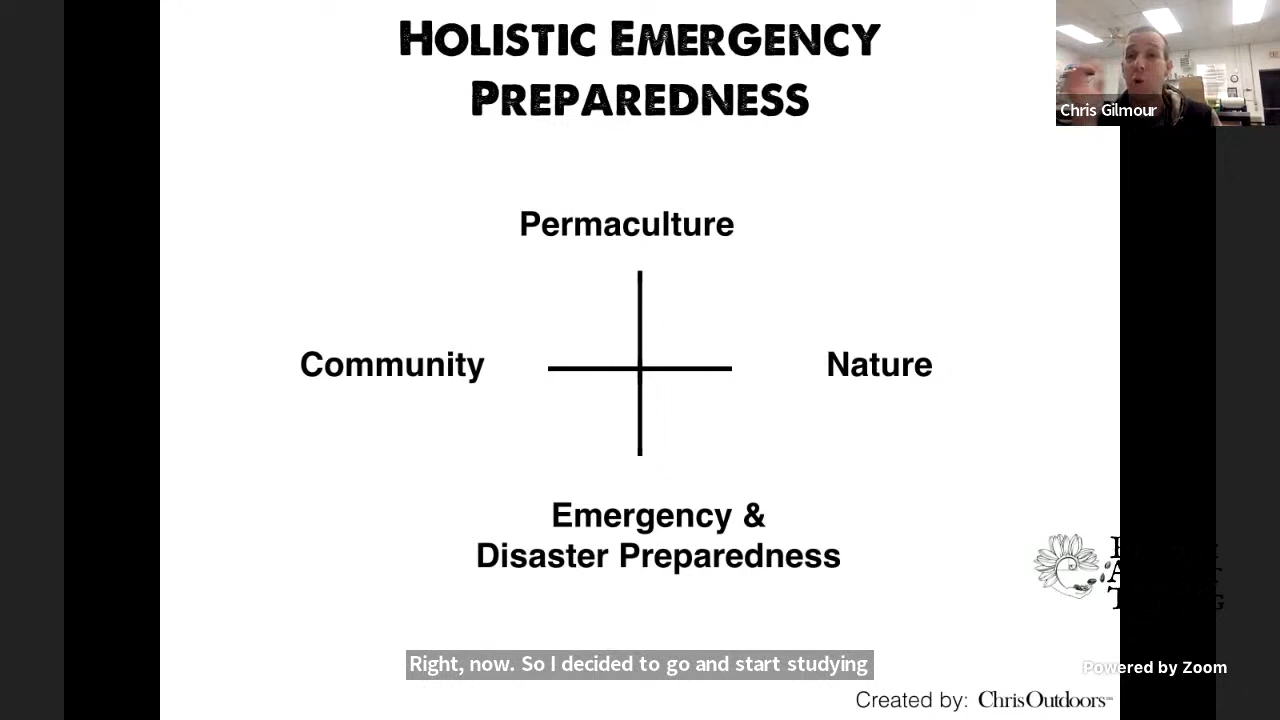 HOLISTIC EMERGENCY
PREPAREDNESS
Chris Gilmour
Permaculture
Community
Nature
Emergency &
Disaster Preparedness
Right, now. So I decided to go and start studying
Powered by Zoom
Created by: ChrisOutdoors™